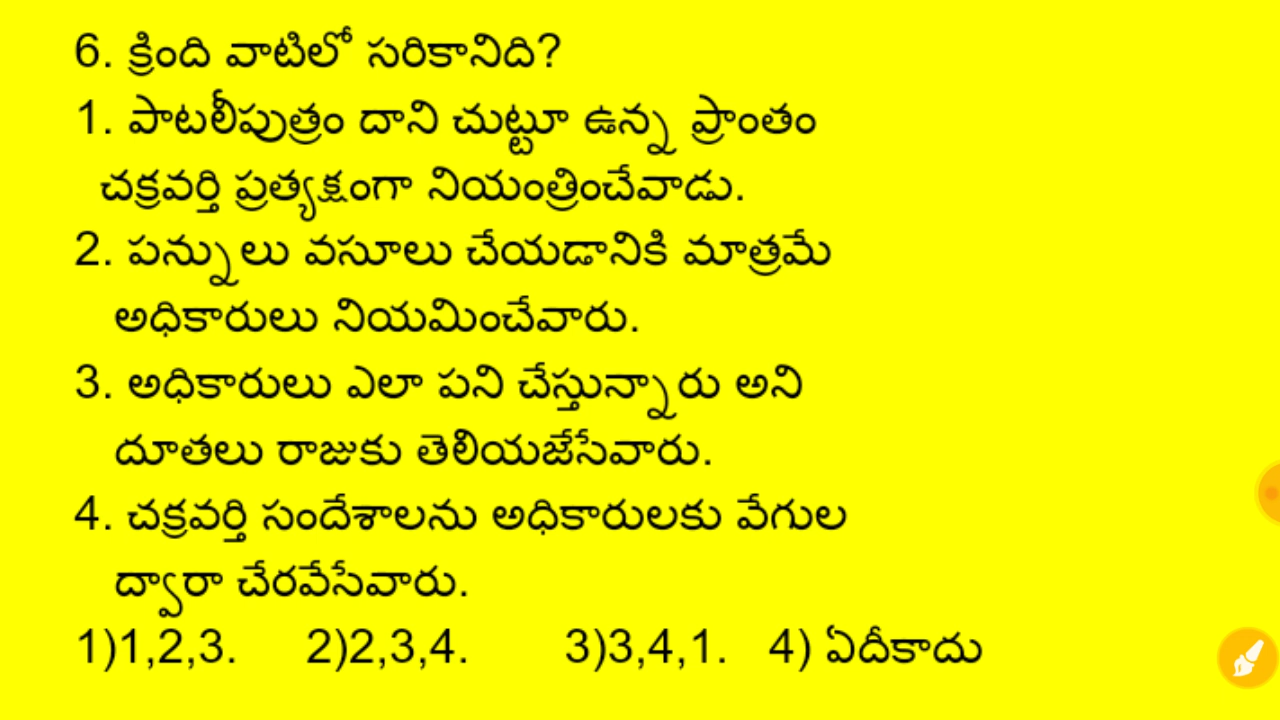 6. క్రింది వాటిలో సరికానిది?
1. పాటలీపుత్రం దాని చుట్టూ ఉన్న ప్రాంతం
చక్రవర్తి ప్రత్యక్షంగా నియంత్రించేవాడు.
2. పన్నులు వసూలు చేయడానికి మాత్రమే
అధికారులు నియమించేవారు.
3. అధికారులు ఎలా పని చేస్తున్నారు అని
దూతలు రాజుకు తెలియజేసేవారు.
4. చక్రవర్తి సందేశాలను అధికారులకు వేగుల
ద్వారా చేరవేసేవారు.
1)1,2,3. 2)2,3,4. 3)3,4,1. 4) ఏదీకాదు